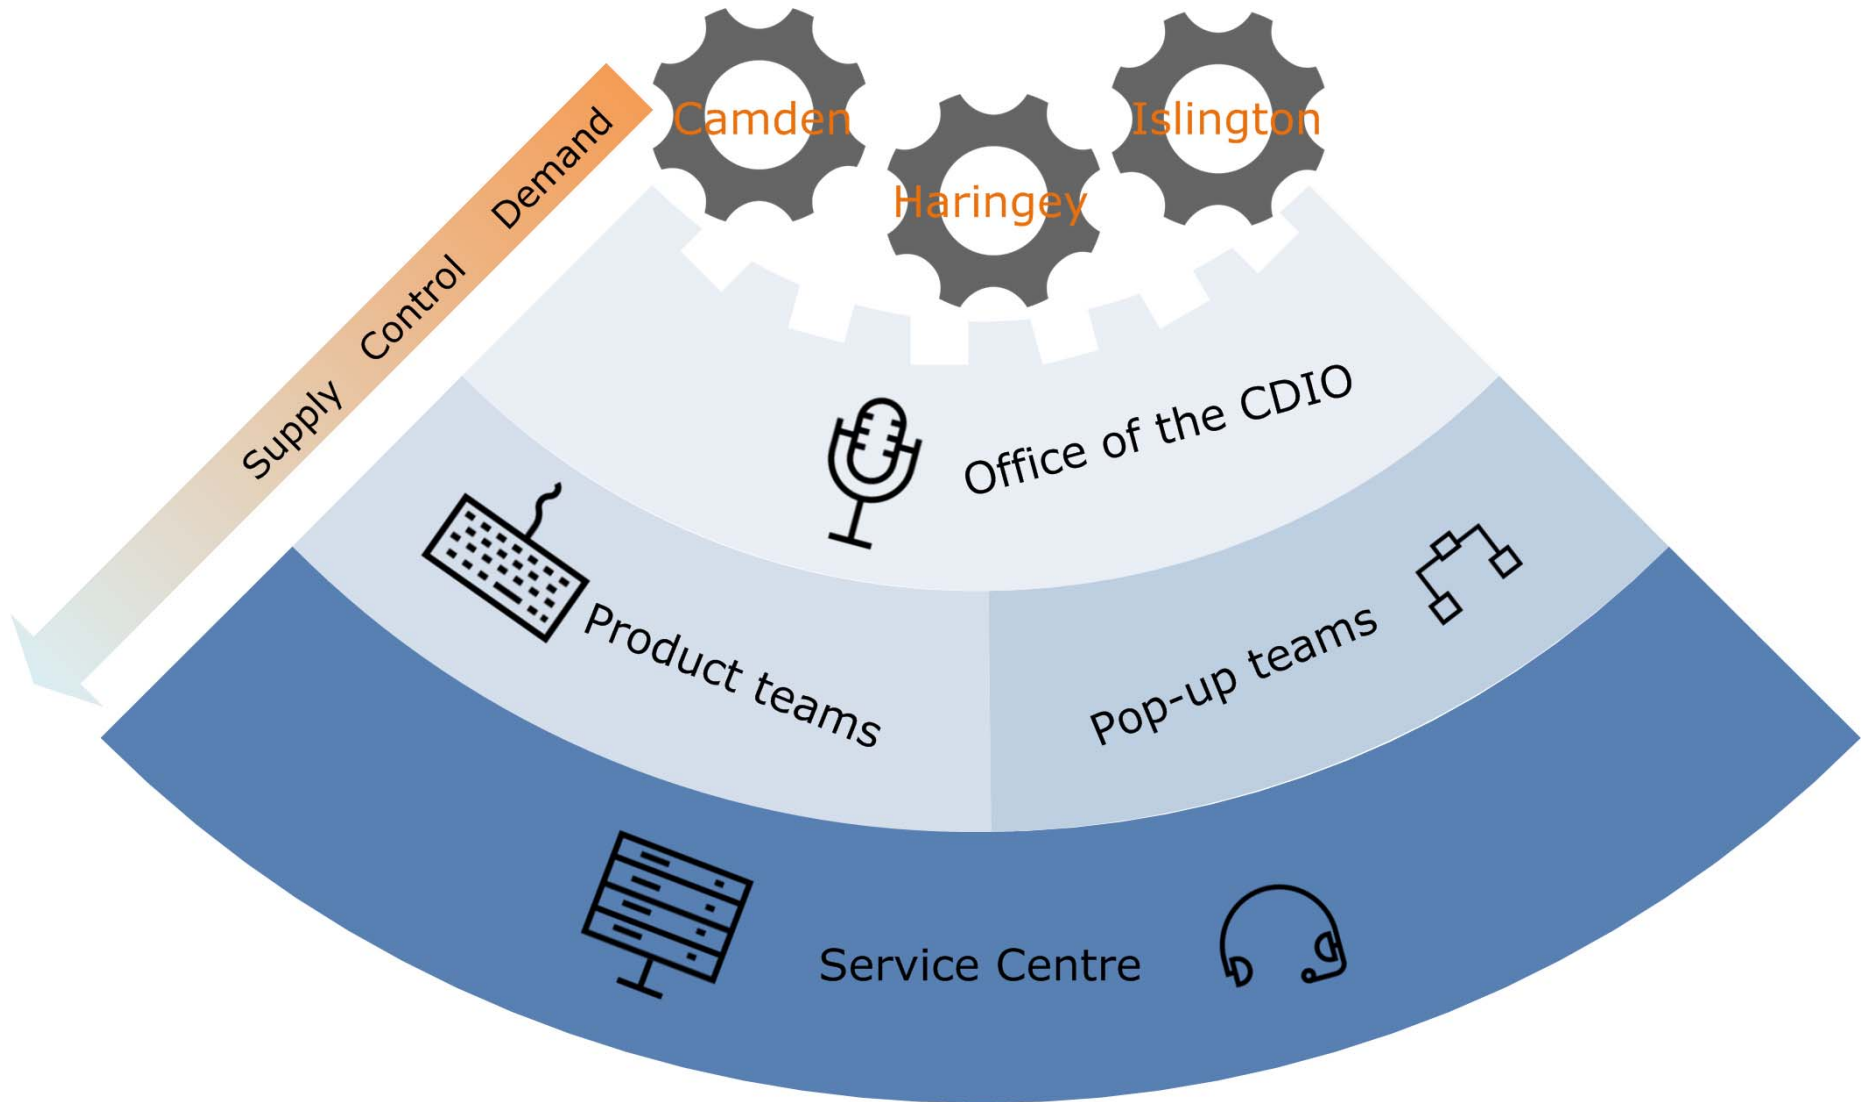 Camden
Haringey
Islington
Demand
Control
Supply
Office of the CDIO
Product teams
Pop-up teams
Service Centre